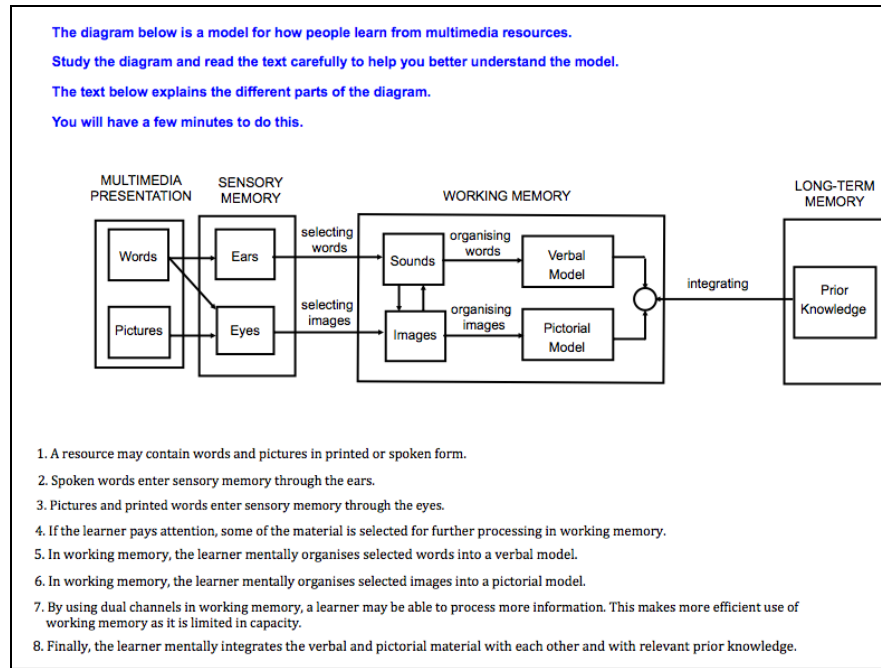 The diagram below is a model for how people learn from multimedia resources.
Study the diagram and read the text carefully to help you better understand the model.
The text below explains the different parts of the diagram.
You will have a few minutes to do this.
MULTIMEDIA
PRESENTATION
SENSORY
MEMORY
WORKING MEMORY
LONG-TERM
MEMORY
Words
Pictures
Ears
Eyes
selecting
words
selecting
images
Sounds
Images
organising
words
organising
images
Verbal
Model
Pictorial
Model
integrating
Prior
Knowledge
1. A resource may contain words and pictures in printed or spoken form.
2. Spoken words enter sensory memory through the ears.
3. Pictures and printed words enter sensory memory through the eyes.
4. If the learner pays attention, some of the material is selected for further processing in working memory.
5. In working memory, the learner mentally organises selected words into a verbal model.
6. In working memory, the learner mentally organises selected images into a pictorial model.
7. By using dual channels in working memory, a learner may be able to process more information. This makes more efficient use of
working memory as it is limited in capacity.
8. Finally, the learner mentally integrates the verbal and pictorial material with each other and with relevant prior knowledge.